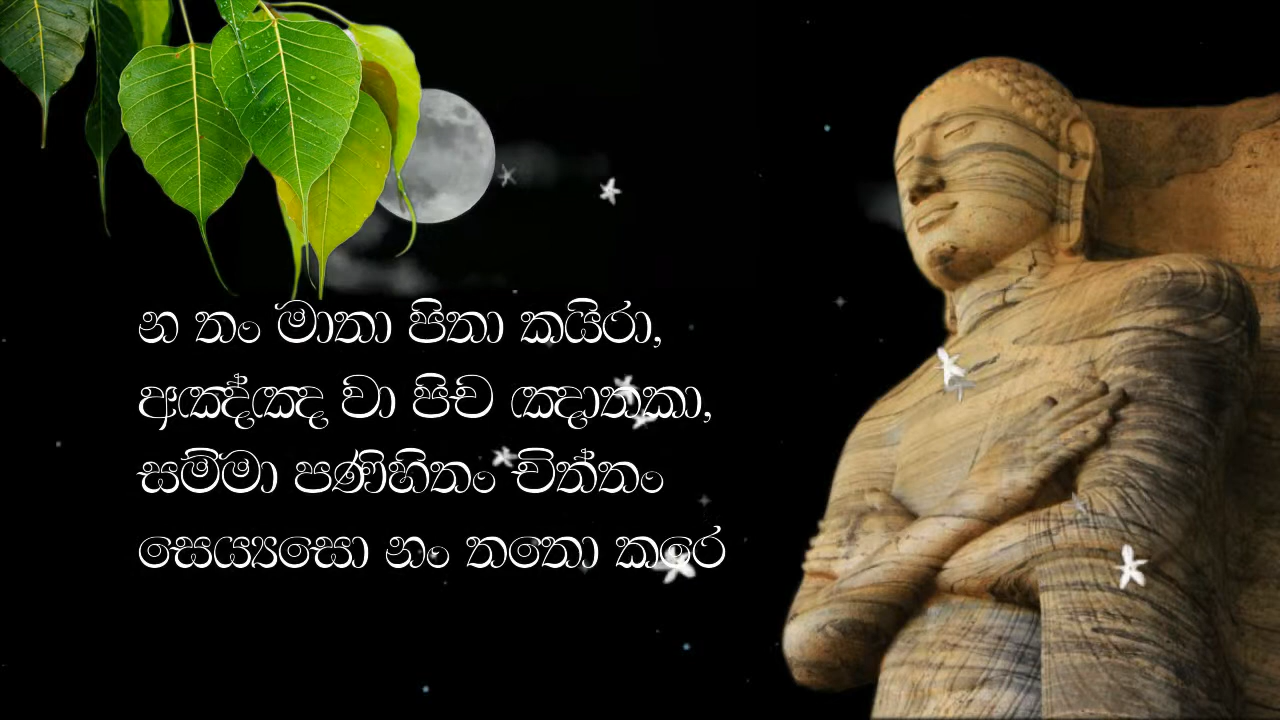 න තං මාතා පිතා කයිරා,
අඤ්ඤ වා පිච ඤාතකා,
සම්මා පණිහිතං චිත්තං
සෙය්‍යසො නං තතො කරෙ